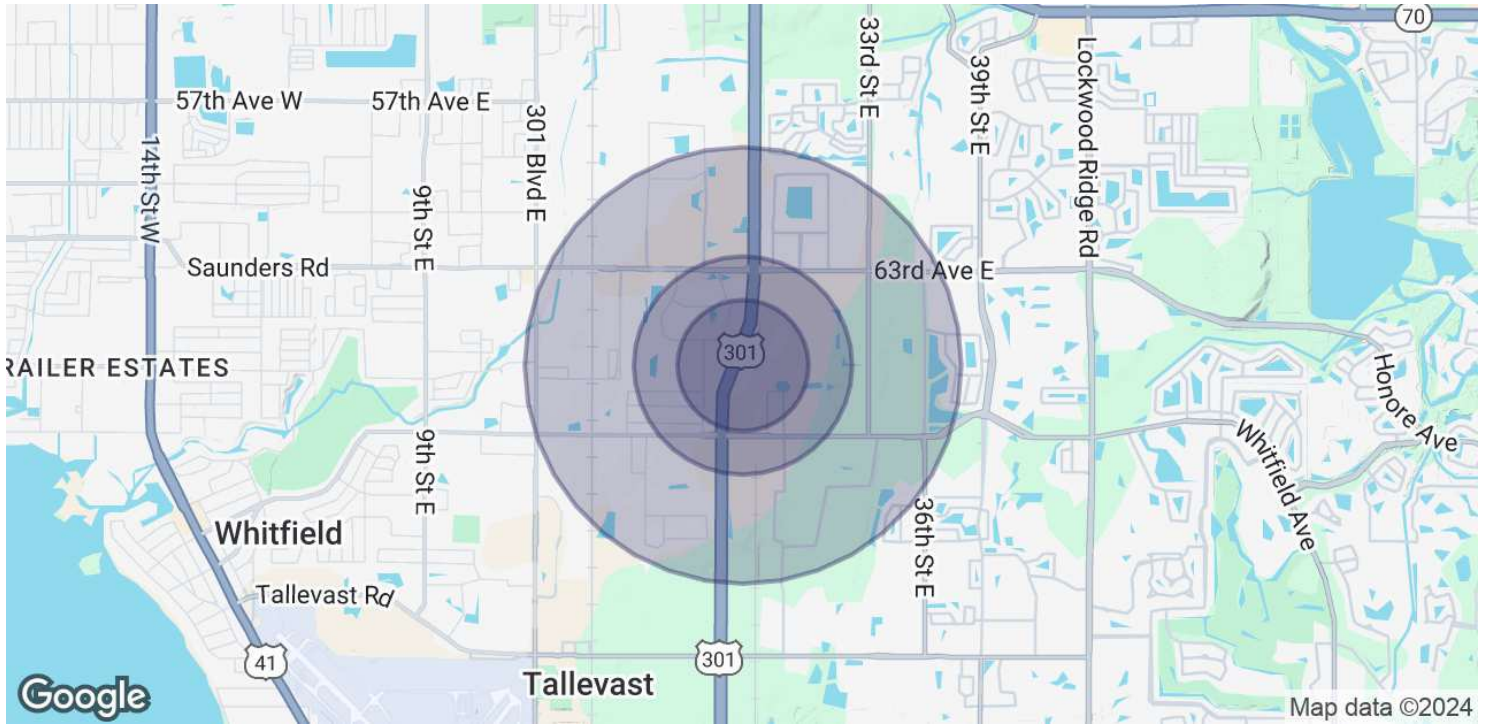 70
57th Ave W
57th Ave E
301 Blvd E
33rd St E
39th St E
Lockwood Ridge Rd
14th St W
9th St E
Saunders Rd
63rd Ave E
301
RAILER ESTATES
Honore Ave
Whitfield Ave
9th St E
Whitfield
36th St E
Tallevast Rd
41
301
Tallevast
Google
Map data ©2024